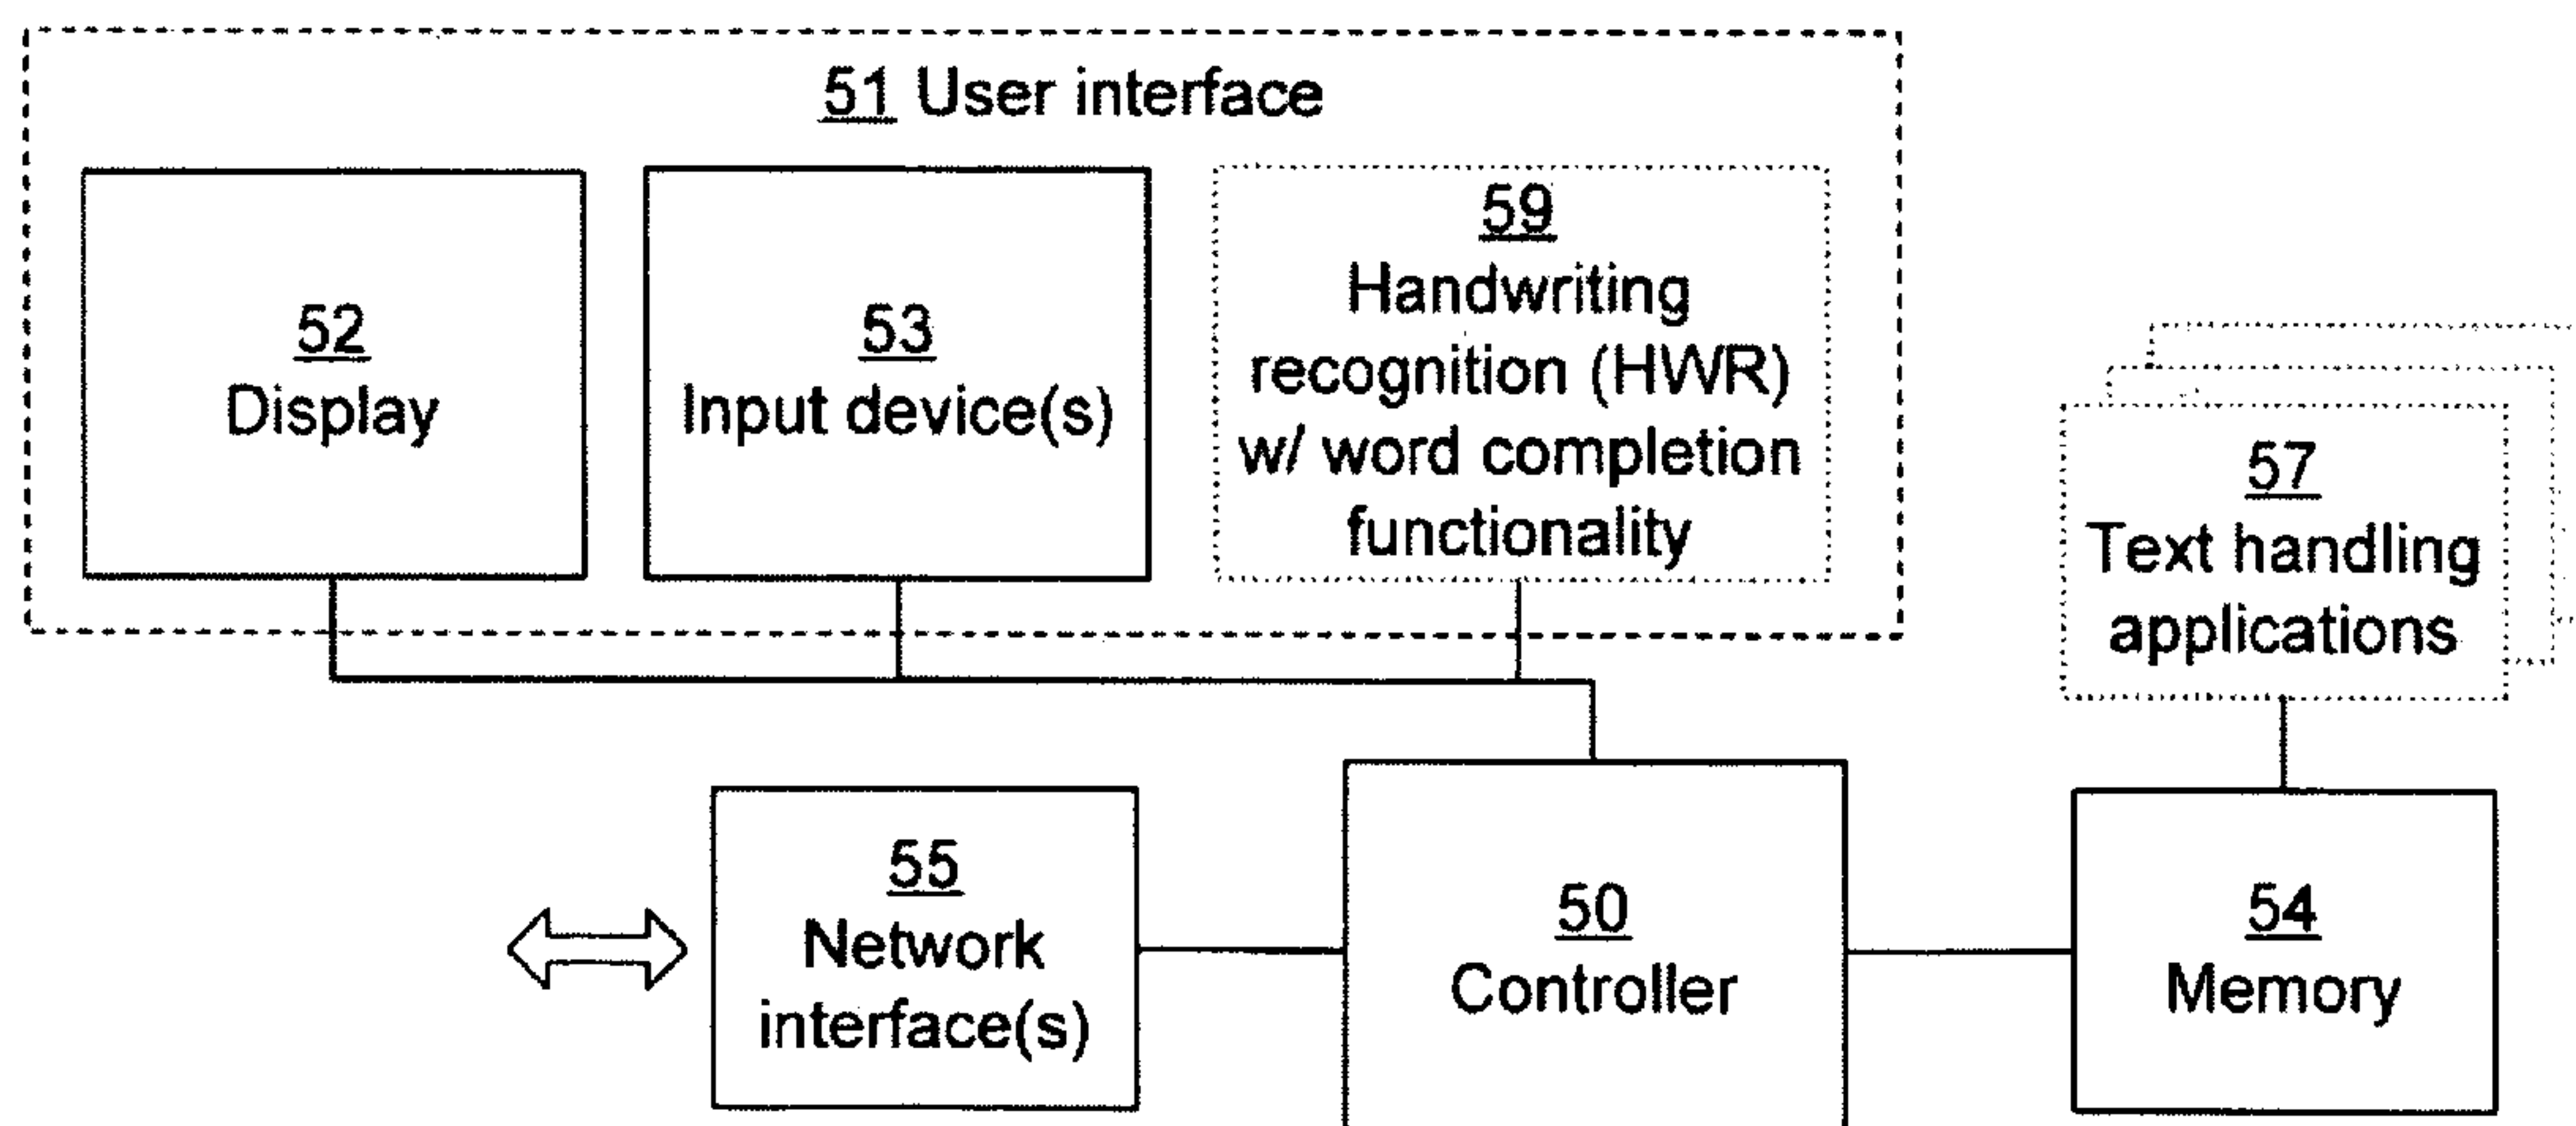 51 User interface
52
Display
53
Input device(s)
59
Handwriting
recognition (HWR)
w/ word completion
functionality
57
Text handling
applications
55
Network
interface(s)
50
Controller
54
Memory